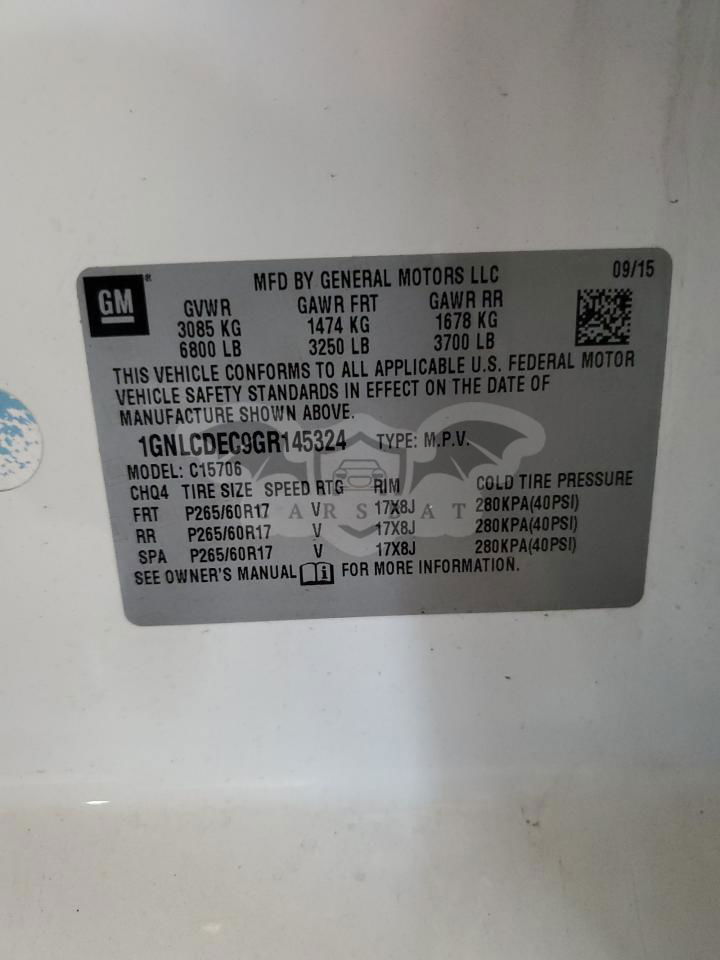 GM ® MFD BY GENERAL MOTORS LLC 09/15
GVWR GAWR FRT GAWR RR
3085 KG 1474 KG 1678 KG
6800 LB 3250 LB 3700 LB
THIS VEHICLE CONFORMS TO ALL APPLICABLE U.S. FEDERAL MOTOR
VEHICLE SAFETY STANDARDS IN EFFECT ON THE DATE OF
MANUFACTURE SHOWN ABOVE.
1GNLCDEC9GR145324 TYPE: M.P.V.
MODEL: C15706
CHQ4 TIRE SIZE SPEED RTG RIM COLD TIRE PRESSURE
FRT P265/60R17 V 17X8J 280KPA(40PSI)
ARSBAT
RR P265/60R17 V 17X8J 280KPA(40PSI)
SPA P265/60R17 V 17X8J 280KPA(40PSI)
SEE OWNER'S MANUAL i FOR MORE INFORMATION.